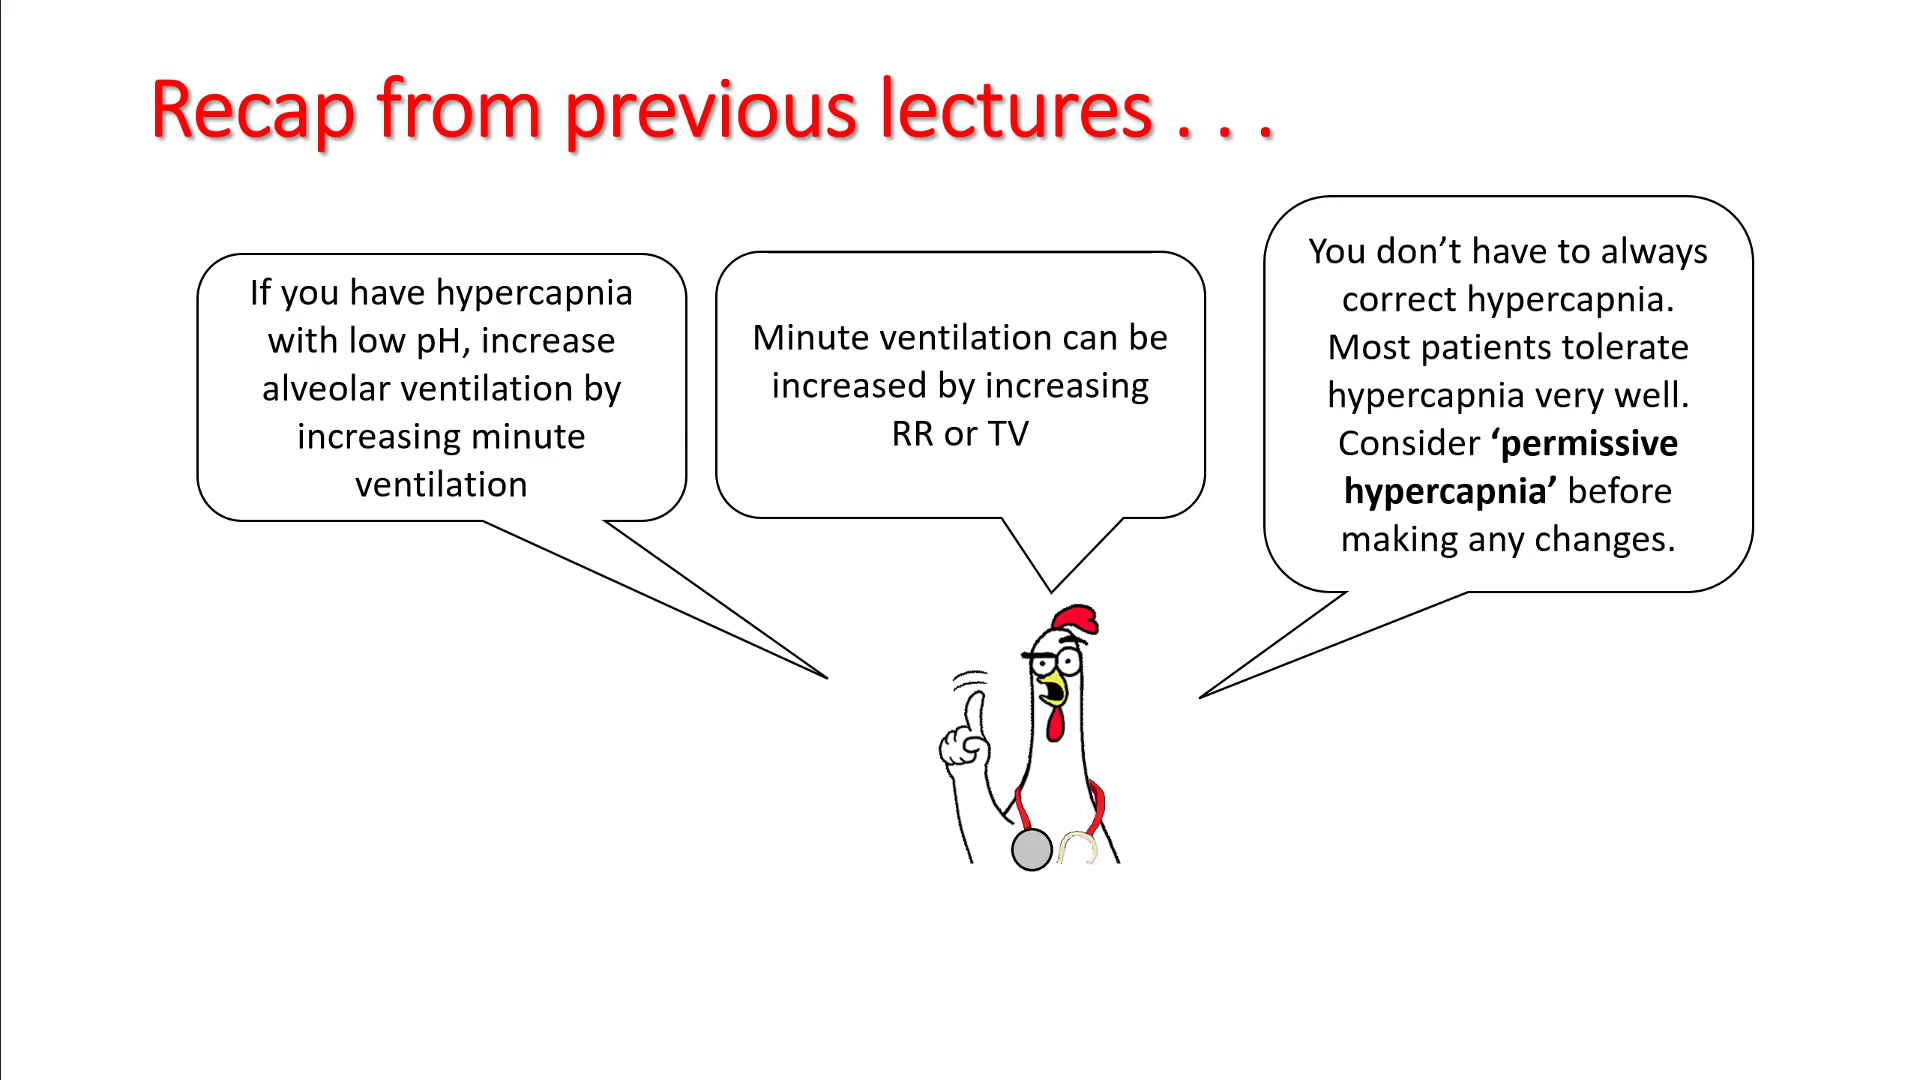 Recap from previous lectures . . .
If you have hypercapnia
with low pH, increase
alveolar ventilation by
increasing minute
ventilation
Minute ventilation can be
increased by increasing
RR or TV
You don’t have to always
correct hypercapnia.
Most patients tolerate
hypercapnia very well.
Consider ‘permissive
hypercapnia’ before
making any changes.